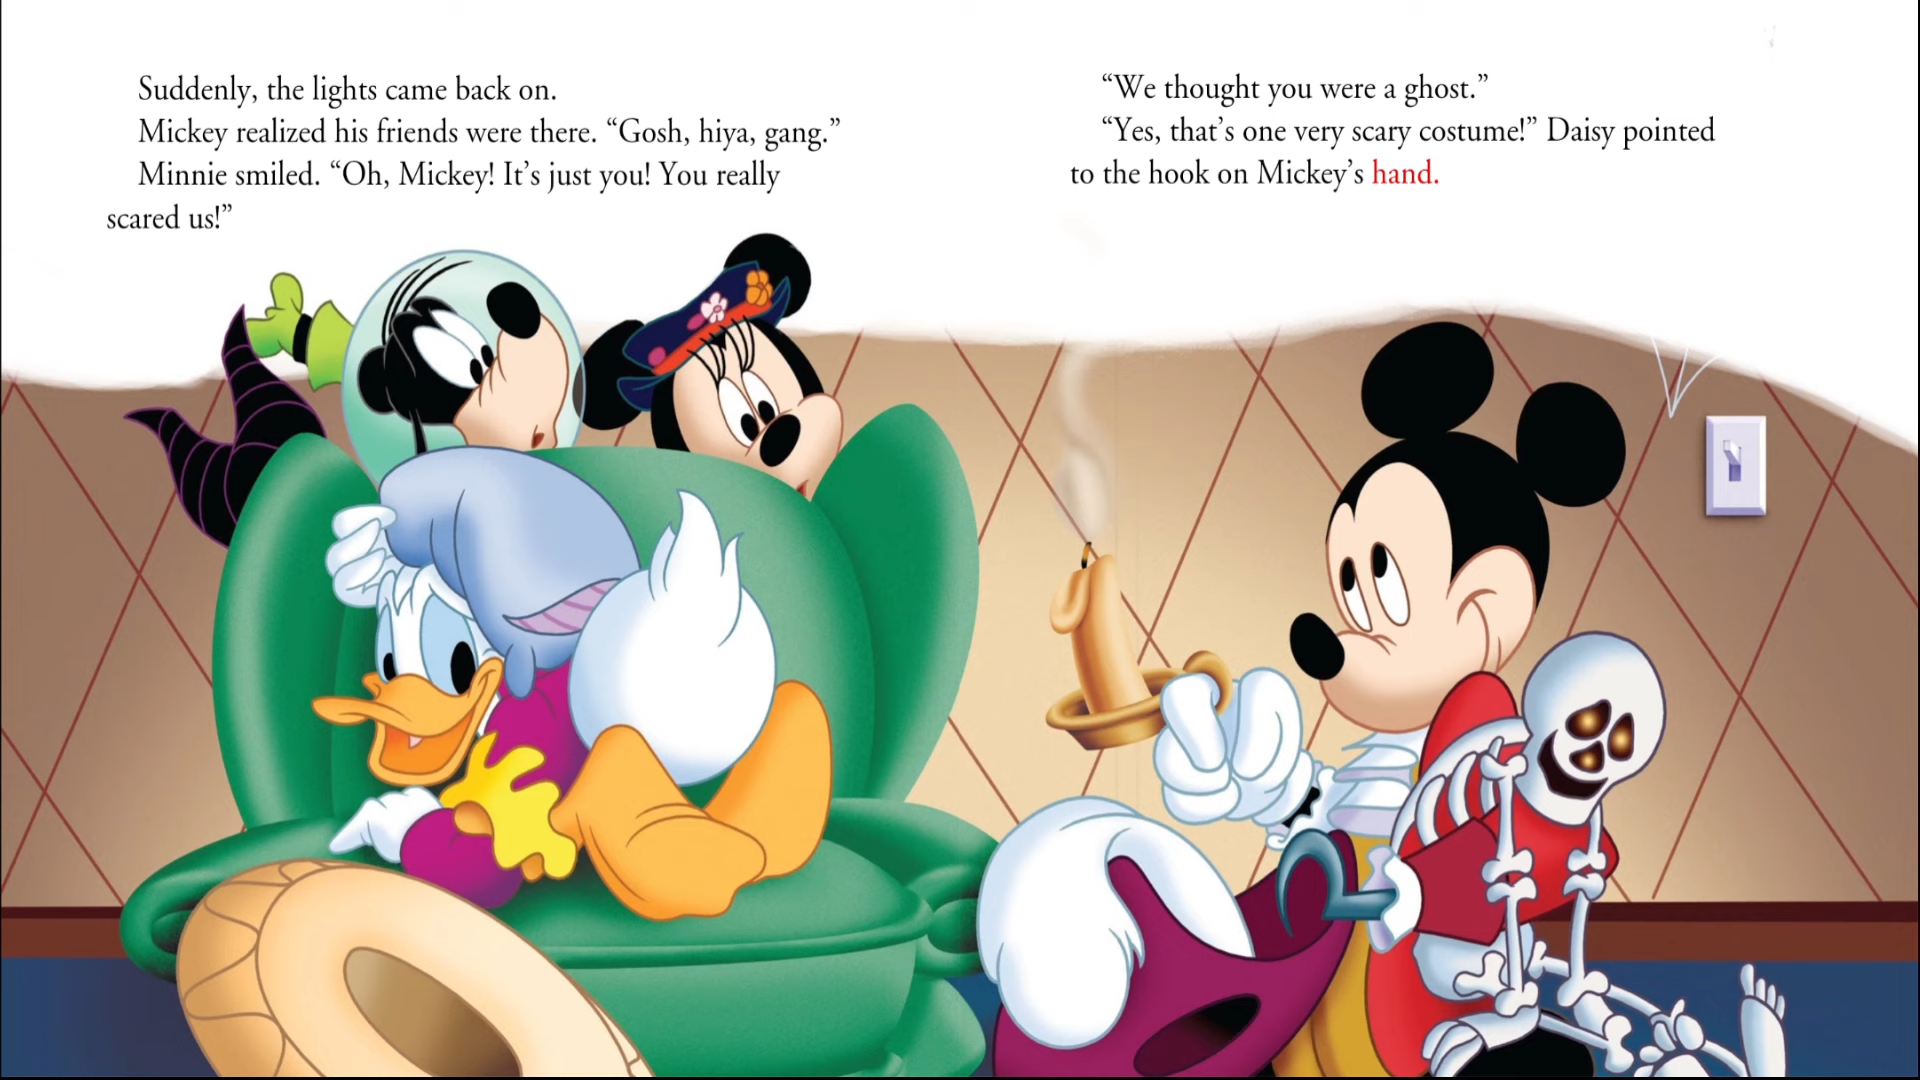 Suddenly, the lights came back on.
Mickey realized his friends were there. “Gosh, hiya, gang.”
Minnie smiled. “Oh, Mickey! It’s just you! You really
scared us!”
“We thought you were a ghost.”
“Yes, that’s one very scary costume!” Daisy pointed
to the hook on Mickey’s hand.